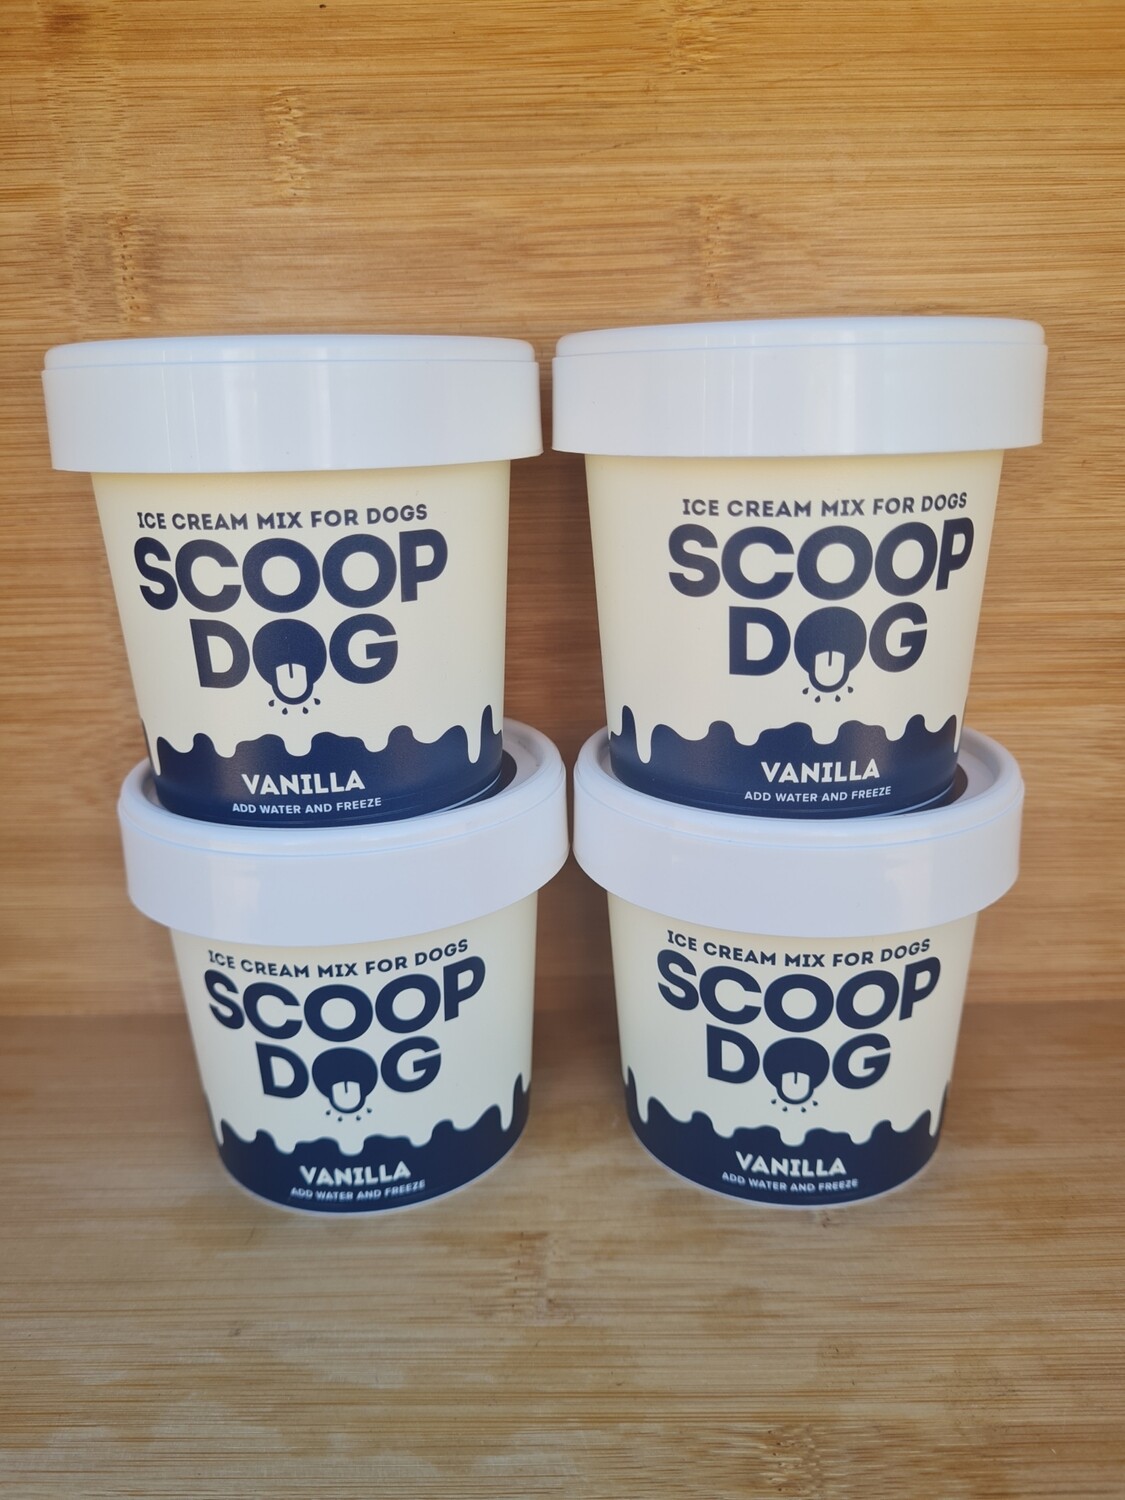 ICE CREAM MIX FOR DOGS
SCOOP
DOG
VANILLA
ADD WATER AND FREEZE
ICE CREAM MIX FOR DOGS
SCOOP
DOG
VANILLA
ADD WATER AND FREEZE
ICE CREAM MIX FOR DOGS
SCOOP
DOG
VANILLA
ADD WATER AND FREEZE
ICE CREAM MIX FOR DOGS
SCOOP
DOG
VANILLA
ADD WATER AND FREEZE